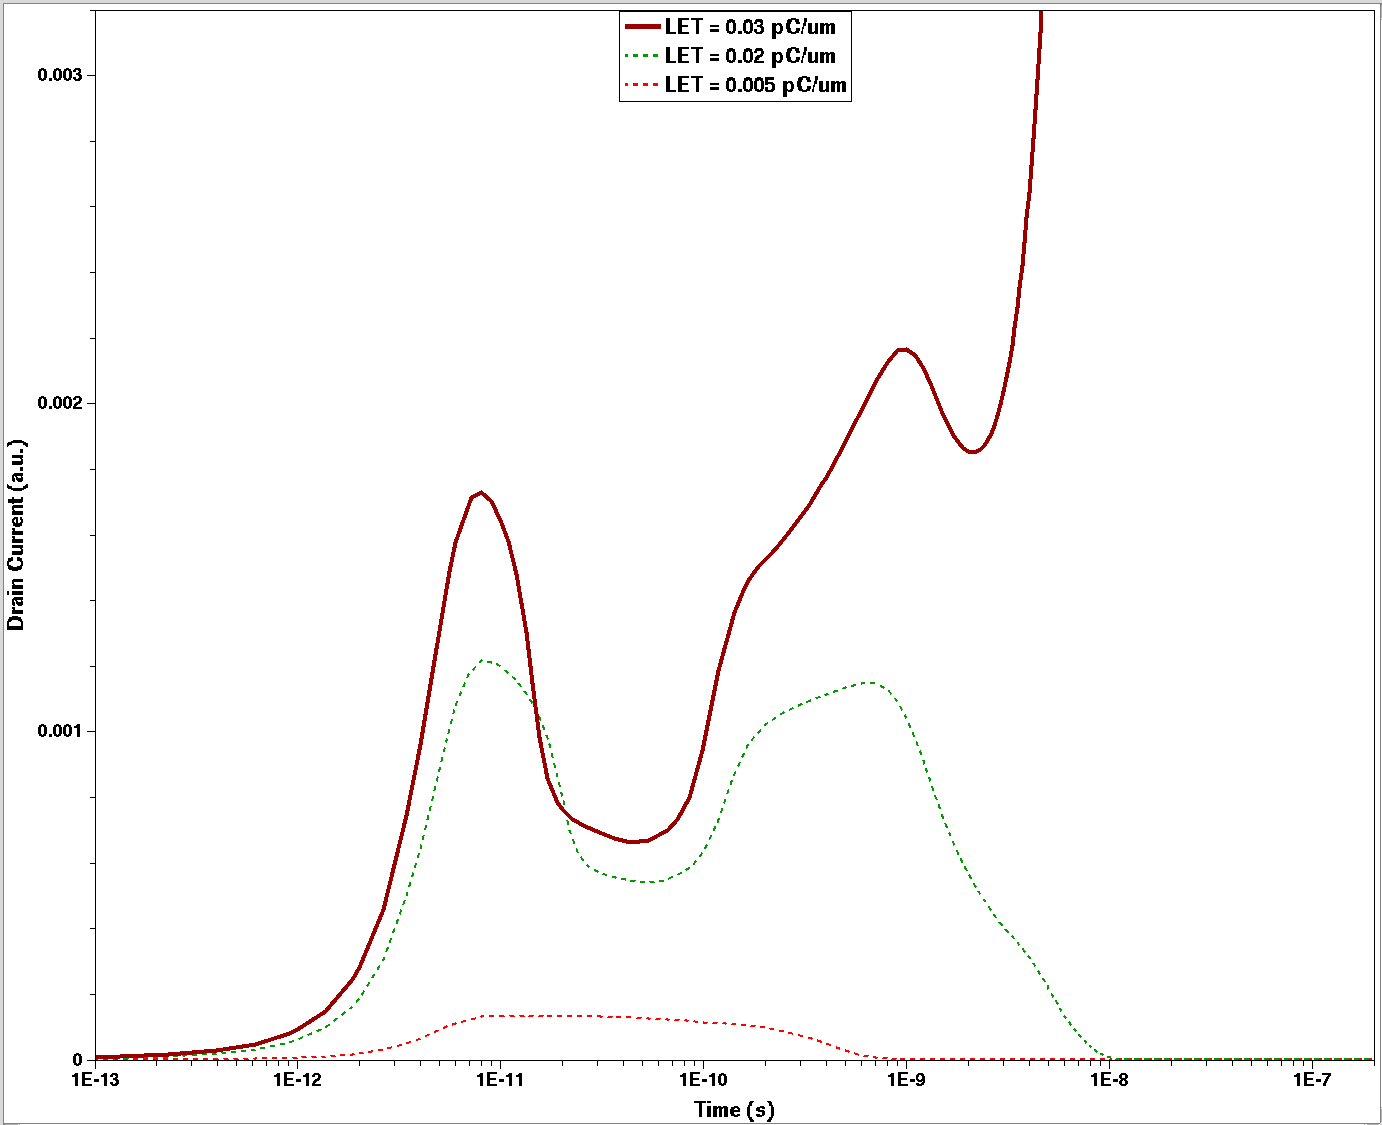 LET = 0.03 pC/um
LET = 0.02 pC/um
LET = 0.005 pC/um
0.003
0.002
0.001
0
Drain Current (a.u.)
1E-13 1E-12 1E-11 1E-10 1E-9 1E-8 1E-7
Time (s)